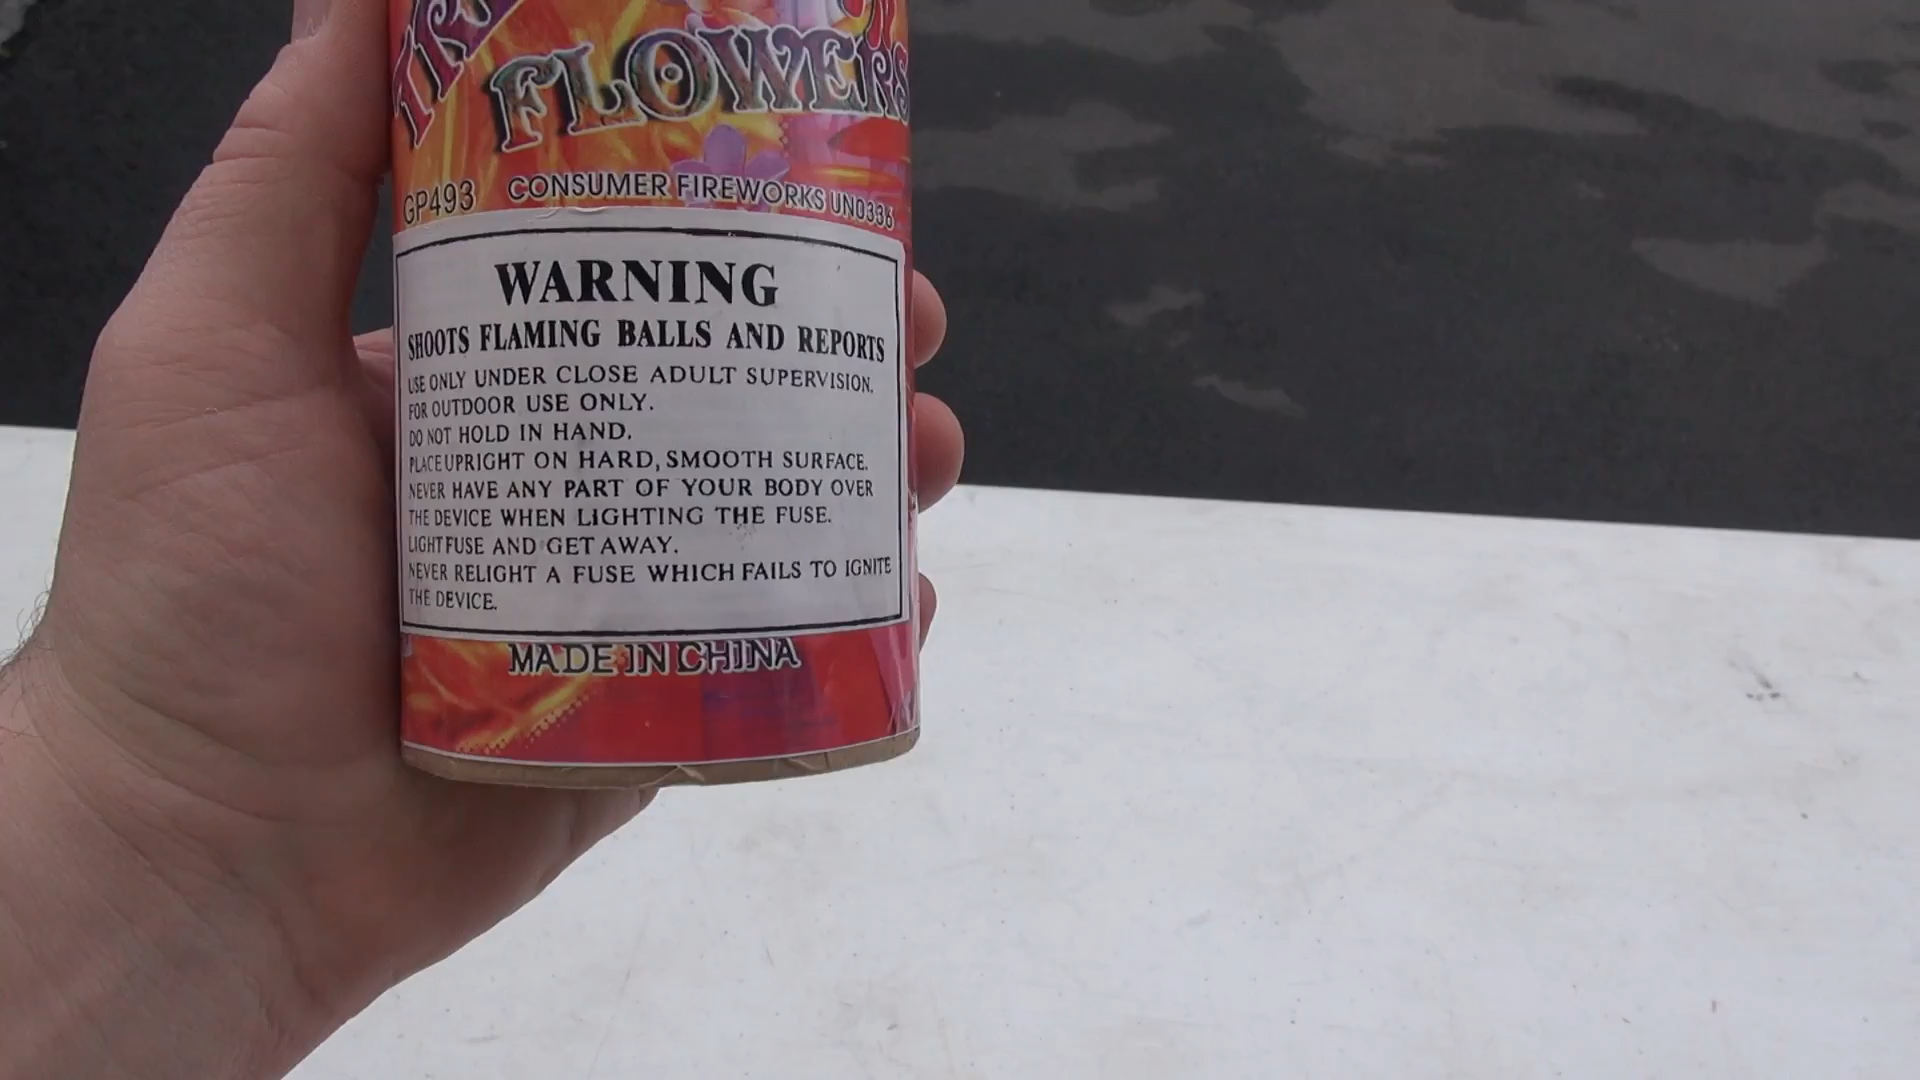 FLOWERS
GP493 CONSUMER FIREWORKS UN0336
WARNING
SHOOTS FLAMING BALLS AND REPORTS
USE ONLY UNDER CLOSE ADULT SUPERVISION.
FOR OUTDOOR USE ONLY.
DO NOT HOLD IN HAND.
PLACE UPRIGHT ON HARD, SMOOTH SURFACE.
NEVER HAVE ANY PART OF YOUR BODY OVER
THE DEVICE WHEN LIGHTING THE FUSE.
LIGHT FUSE AND GET AWAY.
NEVER RELIGHT A FUSE WHICH FAILS TO IGNITE
THE DEVICE.
MADE IN CHINA